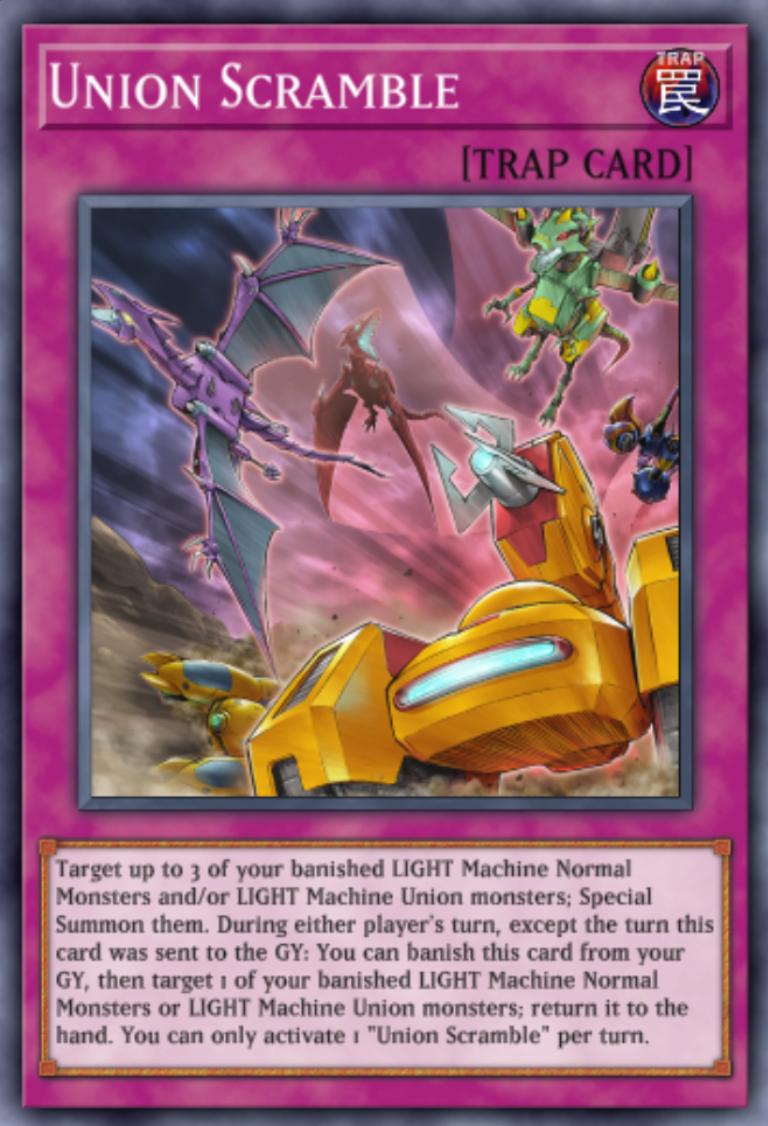 Union Scramble
TRAP
罠
[TRAP CARD]
Target up to 3 of your banished LIGHT Machine Normal
Monsters and/or LIGHT Machine Union monsters; Special
Summon them. During either player's turn, except the turn this
card was sent to the GY: You can banish this card from your
GY, then target 1 of your banished LIGHT Machine Normal
Monsters or LIGHT Machine Union monsters; return it to the
hand. You can only activate 1 "Union Scramble" per turn.